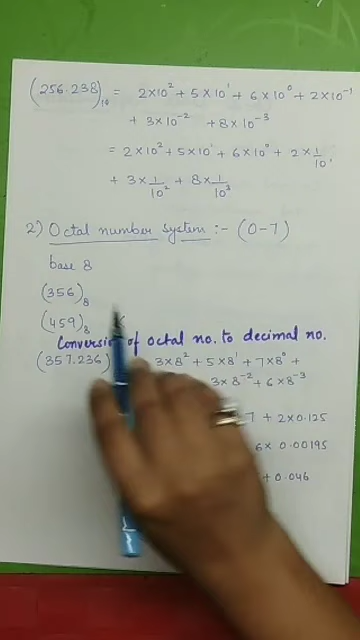 (256.238)₁₀ = 2×10² + 5×10¹ + 6×10⁰ + 2×10⁻¹
+ 3×10⁻² + 8×10⁻³
= 2×10² + 5×10¹ + 6×10⁰ + 2×1/10¹
+ 3×1/10² + 8×1/10³
2) Octal number system :- (0-7)
base 8
(356)₈
(459)₈ ×
Conversion of octal no. to decimal no.
(357.236) 3×8² + 5×8¹ + 7×8⁰ +
3×8⁻² + 6×8⁻³
7 + 2×0.125
6× 0.00195
+ 0.046